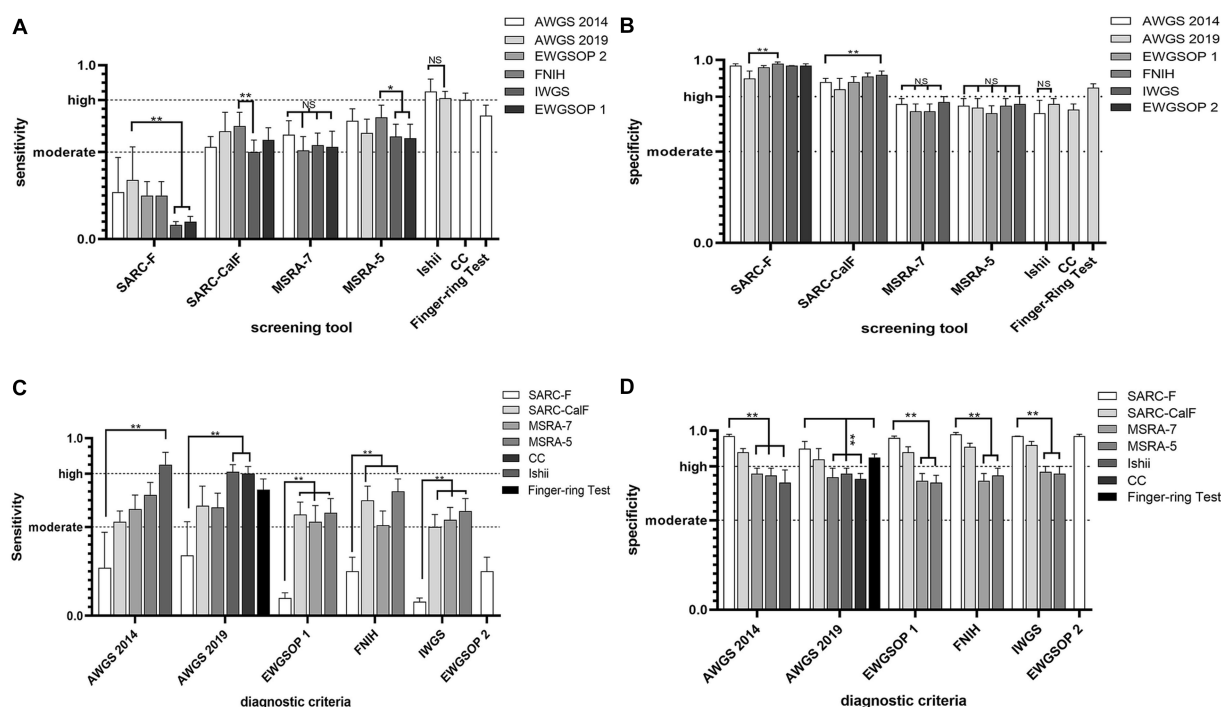 A
AWGS 2014
AWGS 2019
EWGSOP 2
FNIH
IWGS
EWGSOP 1
1.0
high
moderate
0.0
sensitivity
**
**
NS
*
NS
SARC-F
SARC-CalF
MSRA-7
MSRA-5
Ishii
CC
Finger-ring Test
screening tool
B
AWGS 2014
AWGS 2019
EWGSOP 1
FNIH
IWGS
EWGSOP 2
1.0
high
moderate
0.0
specificity
**
**
NS
NS
NS
SARC-F
SARC-CalF
MSRA-7
MSRA-5
Ishii
CC
Finger-Ring Test
screening tool
C
SARC-F
SARC-CalF
MSRA-7
MSRA-5
CC
Ishii
Finger-ring Test
1.0
high
moderate
0.0
Sensitivity
**
**
**
**
**
AWGS 2014
AWGS 2019
EWGSOP 1
FNIH
IWGS
EWGSOP 2
diagnostic criteria
D
SARC-F
SARC-CalF
MSRA-7
MSRA-5
Ishii
CC
Finger-ring Test
1.0
high
moderate
0.0
specificity
**
**
**
**
**
AWGS 2014
AWGS 2019
EWGSOP 1
FNIH
IWGS
EWGSOP 2
diagnostic criteria